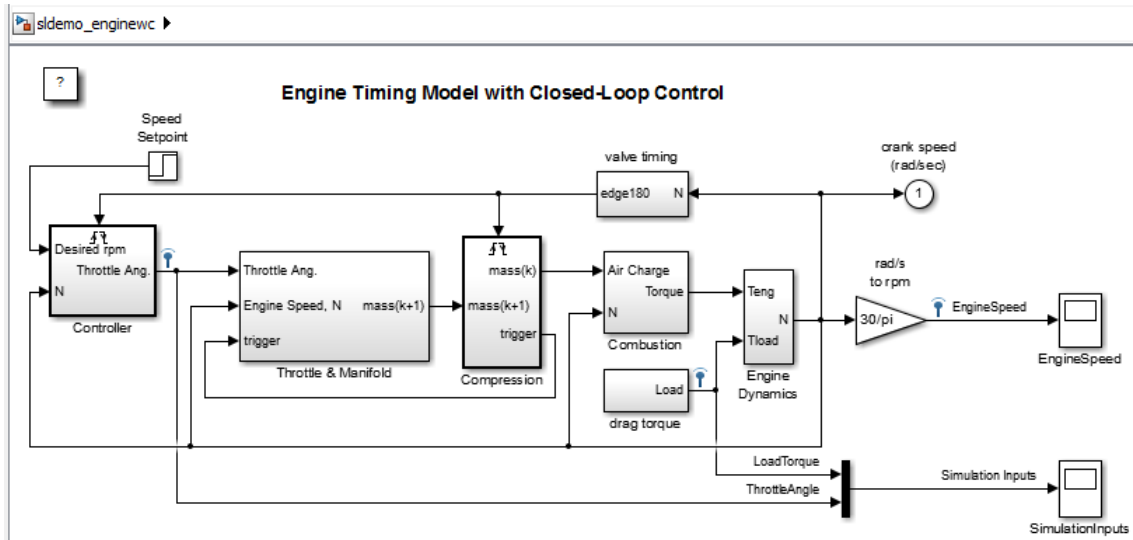 sldemo_enginewc
?
Engine Timing Model with Closed-Loop Control
Speed
Setpoint
valve timing
edge180 N
crank speed
(rad/sec)
1
Desired rpm
Throttle Ang.
N
Controller
Throttle Ang.
Engine Speed, N
mass(k+1)
trigger
Throttle & Manifold
mass(k)
mass(k+1)
trigger
Compression
Air Charge
Torque
N
Combustion
Load
drag torque
Teng
N
Tload
Engine
Dynamics
rad/s
to rpm
30/pi
EngineSpeed
EngineSpeed
LoadTorque
ThrottleAngle
Simulation Inputs
SimulationInputs